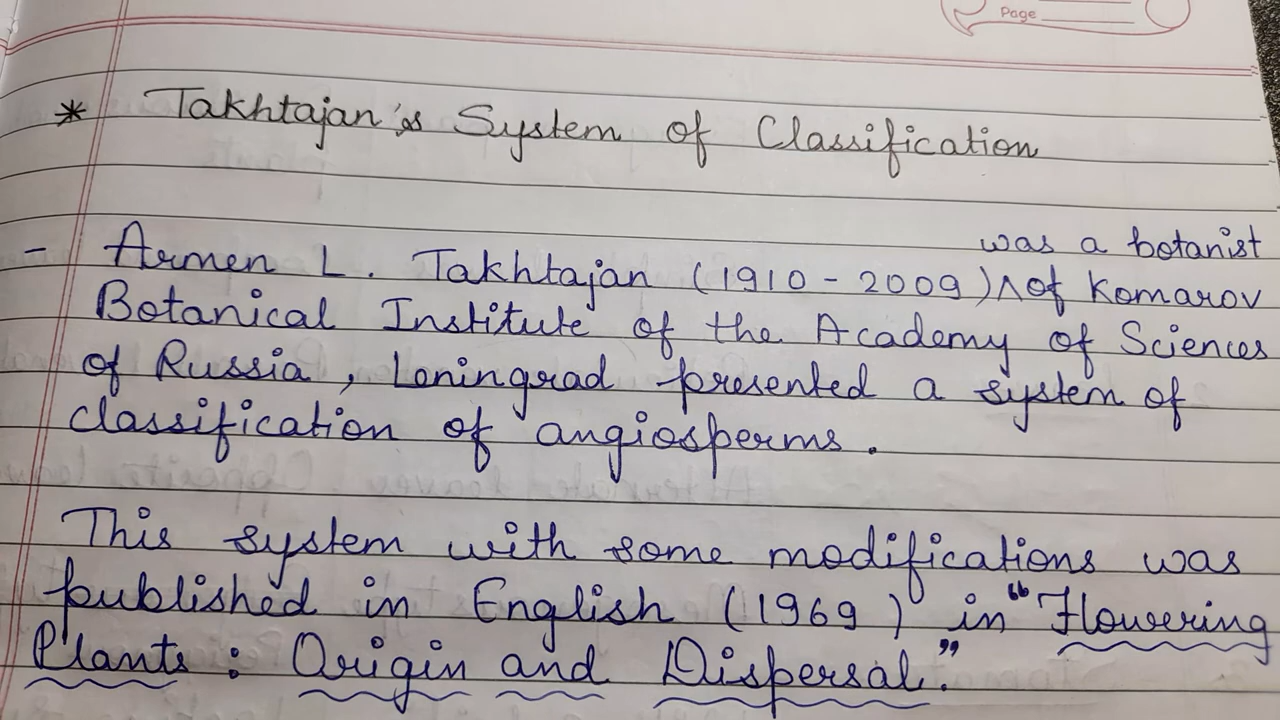 Page
* Takhtajan's System of Classification
was a botanist
- Armen L. Takhtajan (1910 - 2009) ∧ of Komarov
Botanical Institute of the Academy of Sciences
of Russia, Leningrad presented a system of
classification of angiosperms.
This system with some modifications was
published in English (1969) in "Flowering
Plants : Origin and Dispersal."